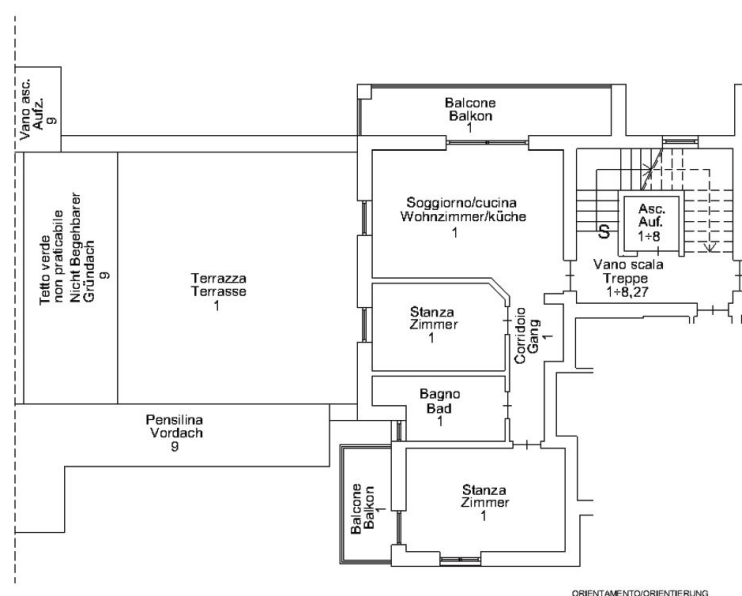 Balcone
Balkon
1
Vano asc.
Aufz.
9
Soggiorno/cucina
Wohnzimmer/küche
1
Asc.
Auf.
1÷8
S
Vano scala
Treppe
1÷8,27
Tetto verde
non praticabile
Nicht Begehbarer
Gründach
9
Terrazza
Terrasse
1
Stanza
Zimmer
1
Corridoio
Gang
1
Bagno
Bad
1
Pensilina
Vordach
9
Balcone
Balkon
1
Stanza
Zimmer
1
ORIENTAMENTO/ORIENTIERUNG